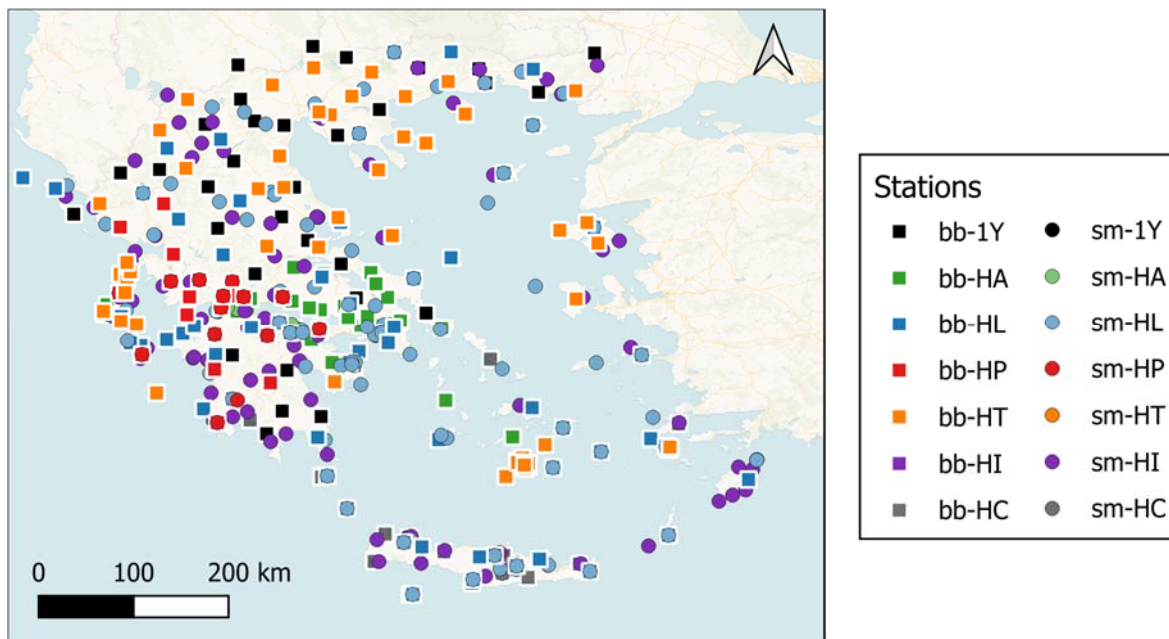 Stations
bb-1Y sm-1Y
bb-HA sm-HA
bb-HL sm-HL
bb-HP sm-HP
bb-HT sm-HT
bb-HI sm-HI
bb-HC sm-HC
0 100 200 km